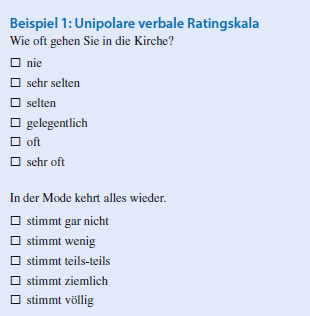 Beispiel 1: Unipolare verbale Ratingskala
Wie oft gehen Sie in die Kirche?
☐ nie
☐ sehr selten
☐ selten
☐ gelegentlich
☐ oft
☐ sehr oft
In der Mode kehrt alles wieder.
☐ stimmt gar nicht
☐ stimmt wenig
☐ stimmt teils-teils
☐ stimmt ziemlich
☐ stimmt völlig